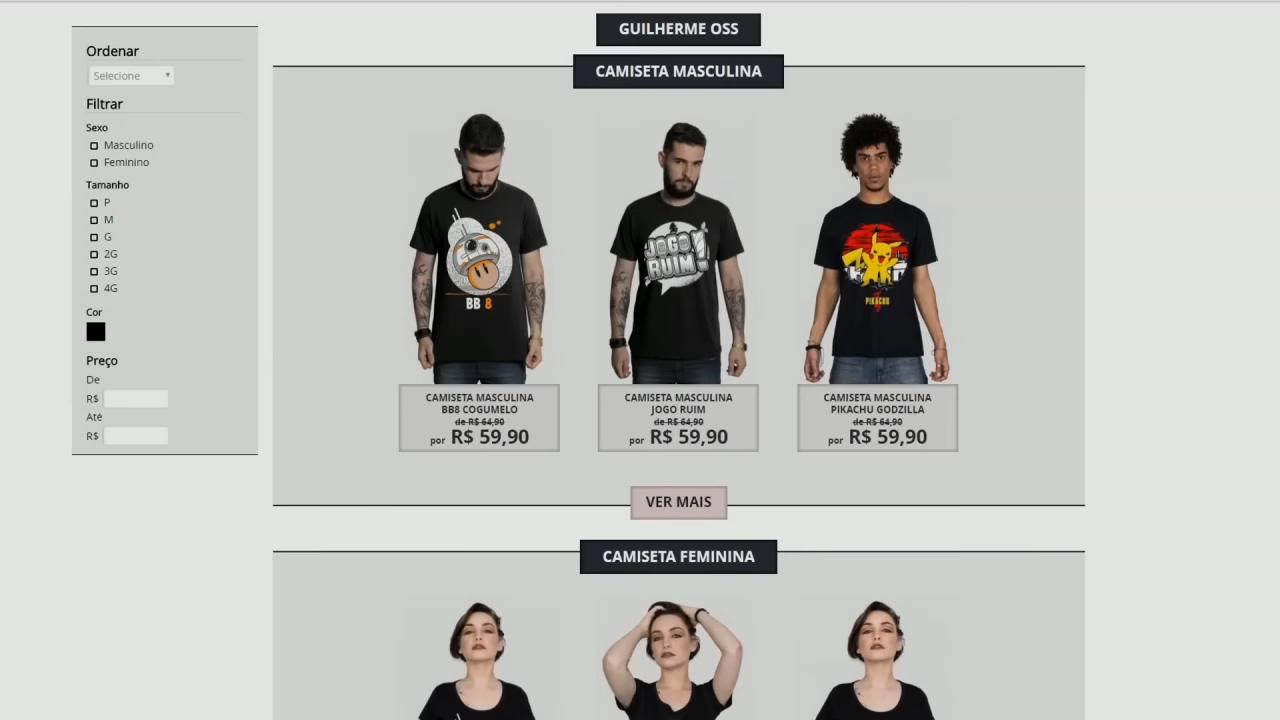 GUILHERME OSS
Ordenar
Selecione
Filtrar
Sexo
Masculino
Feminino
Tamanho
P
M
G
2G
3G
4G
Cor
Preço
De
R$
Até
R$
CAMISETA MASCULINA
BB 8
JOGO
RUIM!
PIKACHU
CAMISETA MASCULINA
BB8 COGUMELO
de R$ 64,90
por R$ 59,90
CAMISETA MASCULINA
JOGO RUIM
de R$ 64,90
por R$ 59,90
CAMISETA MASCULINA
PIKACHU GODZILLA
de R$ 64,90
por R$ 59,90
VER MAIS
CAMISETA FEMININA